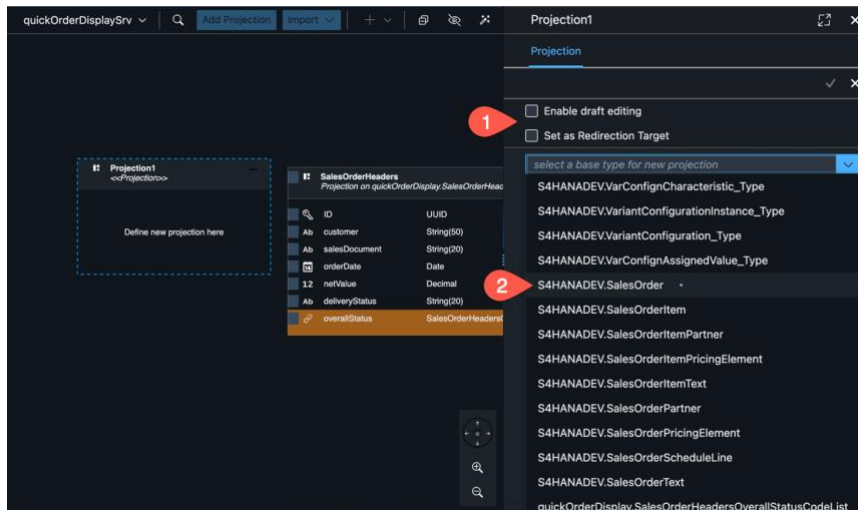 quickOrderDisplaySrv
Add Projection
Import
Projection1
Projection
1
Enable draft editing
Set as Redirection Target
select a base type for new projection
S4HANADEV.VarConfignCharacteristic_Type
S4HANADEV.VariantConfigurationInstance_Type
S4HANADEV.VariantConfiguration_Type
S4HANADEV.VarConfignAssignedValue_Type
2
S4HANADEV.SalesOrder
S4HANADEV.SalesOrderItem
S4HANADEV.SalesOrderItemPartner
S4HANADEV.SalesOrderItemPricingElement
S4HANADEV.SalesOrderItemText
S4HANADEV.SalesOrderPartner
S4HANADEV.SalesOrderPricingElement
S4HANADEV.SalesOrderScheduleLine
S4HANADEV.SalesOrderText
quickOrderDisplay.SalesOrderHeadersOverallStatusCodeList
Projection1
<<Projection>>
Define new projection here
SalesOrderHeaders
Projection on quickOrderDisplay.SalesOrderHeac
ID UUID
Ab customer String(50)
Ab salesDocument String(20)
orderDate Date
12 netValue Decimal
Ab deliveryStatus String(20)
overallStatus SalesOrderHeadersO